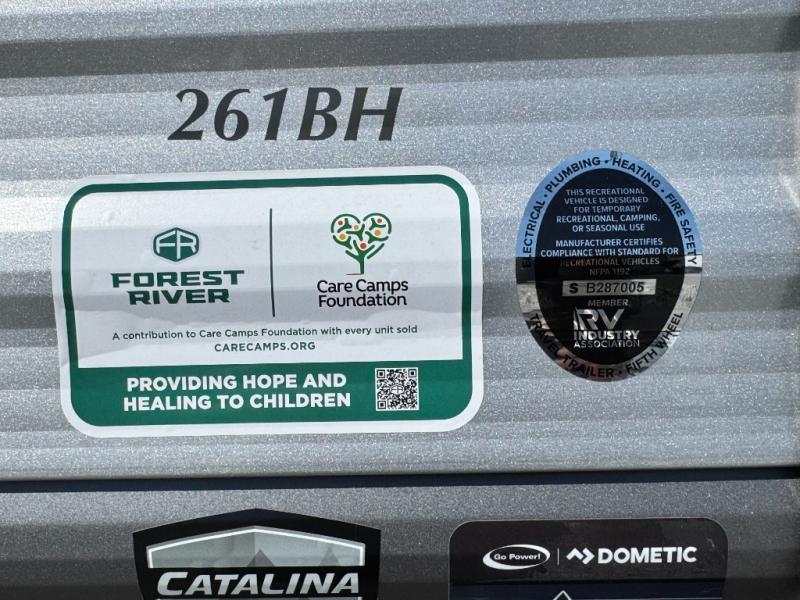 261BH
FR
FOREST
RIVER
Care Camps
Foundation
A contribution to Care Camps Foundation with every unit sold
CARECAMPS.ORG
PROVIDING HOPE AND
HEALING TO CHILDREN
ELECTRICAL • PLUMBING • HEATING • FIRE SAFETY
THIS RECREATIONAL
VEHICLE IS DESIGNED
FOR TEMPORARY
RECREATIONAL, CAMPING,
OR SEASONAL USE
MANUFACTURER CERTIFIES
COMPLIANCE WITH STANDARD FOR
RECREATIONAL VEHICLES
NFPA 1192
S B287005
MEMBER
RV
INDUSTRY
ASSOCIATION
TRAVEL TRAILER • FIFTH WHEEL
CATALINA
Go Power!
DOMETIC